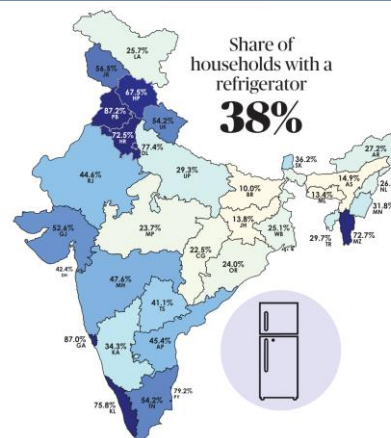 Share of
households with a
refrigerator
38%
25.7%
LA
56.5%
JK
67.5%
HP
87.2%
PB
54.2%
UK
72.5%
HR
77.4%
DL
44.6%
RJ
29.3%
UP
36.2%
SK
27.2%
AR
14.9%
AS
26.
NL
10.0%
BR
13.4%
31.8%
MN
52.6%
GJ
23.7%
MP
13.8%
JH
25.1%
WB
29.7%
TR
72.7%
MZ
22.5%
CG
24.0%
OR
42.4%
47.6%
MH
41.1%
TS
87.0%
GA
34.3%
KA
45.4%
AP
79.2%
PY
75.8%
KL
54.2%
TN